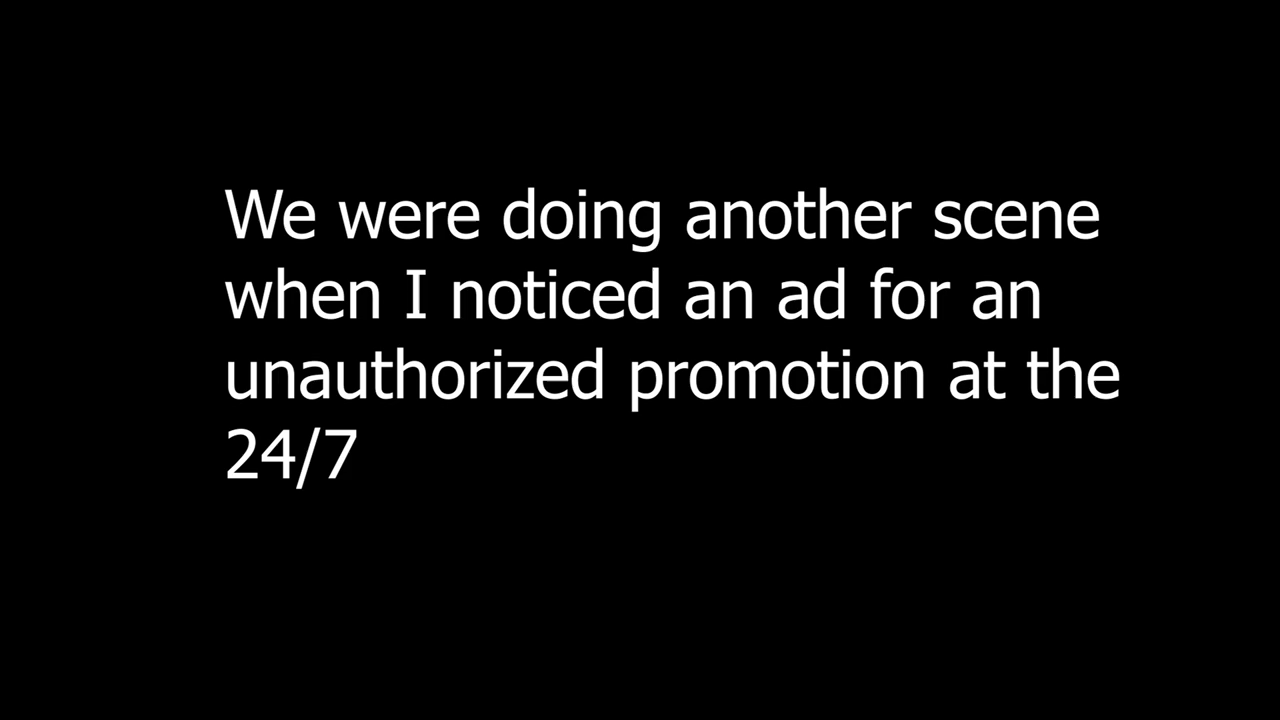 We were doing another scene
when I noticed an ad for an
unauthorized promotion at the
24/7